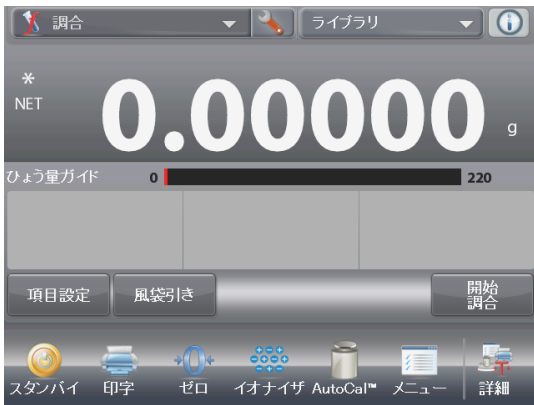 調合
ライブラリ
*
NET
0.00000 g
ひょう量ガイド 0 220
項目設定
風袋引き
開始
調合
スタンバイ
印字
ゼロ
イオナイザ
AutoCal™
メニュー
詳細